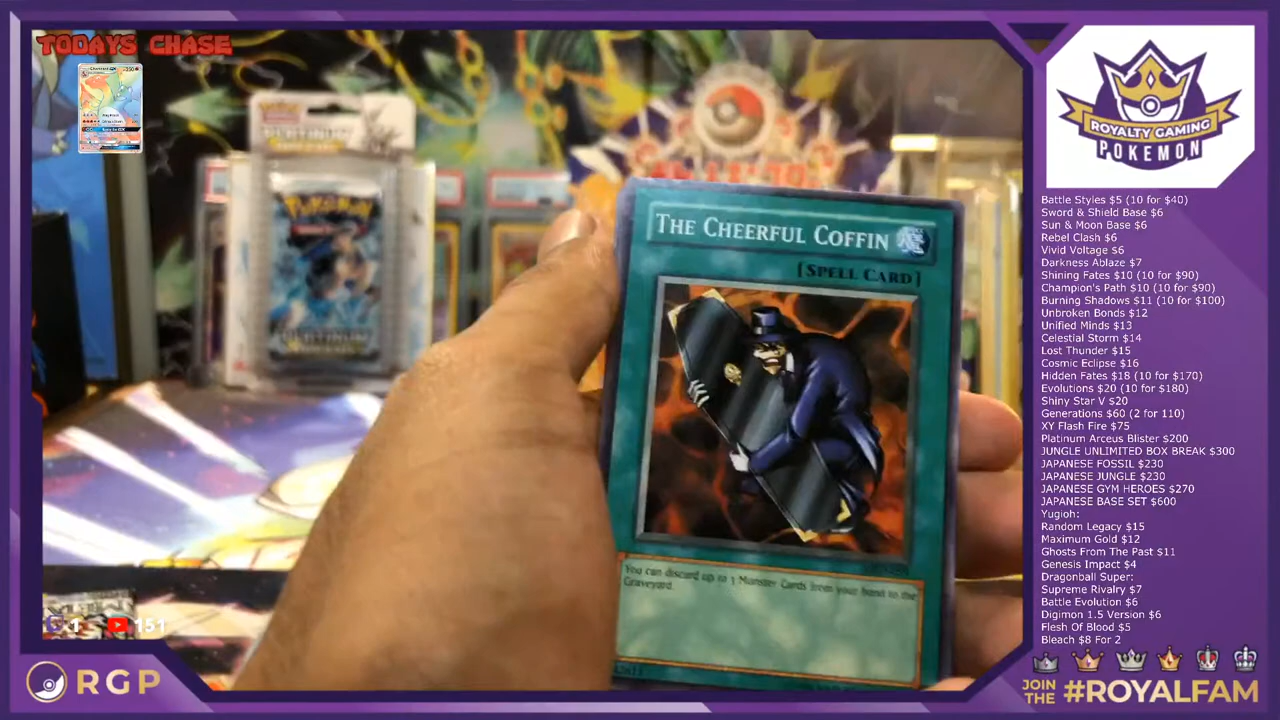 TODAYS CHASE
POKEMON
THE CHEERFUL COFFIN
[SPELL CARD]
You can discard up to 3 Monster Cards from your hand to the
Graveyard.
1
151
RGP
ROYALTY GAMING
POKEMON
Battle Styles $5 (10 for $40)
Sword & Shield Base $6
Sun & Moon Base $6
Rebel Clash $6
Vivid Voltage $6
Darkness Ablaze $7
Shining Fates $10 (10 for $90)
Champion's Path $10 (10 for $90)
Burning Shadows $11 (10 for $100)
Unbroken Bonds $12
Unified Minds $13
Celestial Storm $14
Lost Thunder $15
Cosmic Eclipse $16
Hidden Fates $18 (10 for $170)
Evolutions $20 (10 for $180)
Shiny Star V $20
Generations $60 (2 for 110)
XY Flash Fire $75
Platinum Arceus Blister $200
JUNGLE UNLIMITED BOX BREAK $300
JAPANESE FOSSIL $230
JAPANESE JUNGLE $230
JAPANESE GYM HEROES $270
JAPANESE BASE SET $600
Yugioh:
Random Legacy $15
Maximum Gold $12
Ghosts From The Past $11
Genesis Impact $4
Dragonball Super:
Supreme Rivalry $7
Battle Evolution $6
Digimon 1.5 Version $6
Flesh Of Blood $5
Bleach $8 For 2
JOIN
THE #ROYALFAM